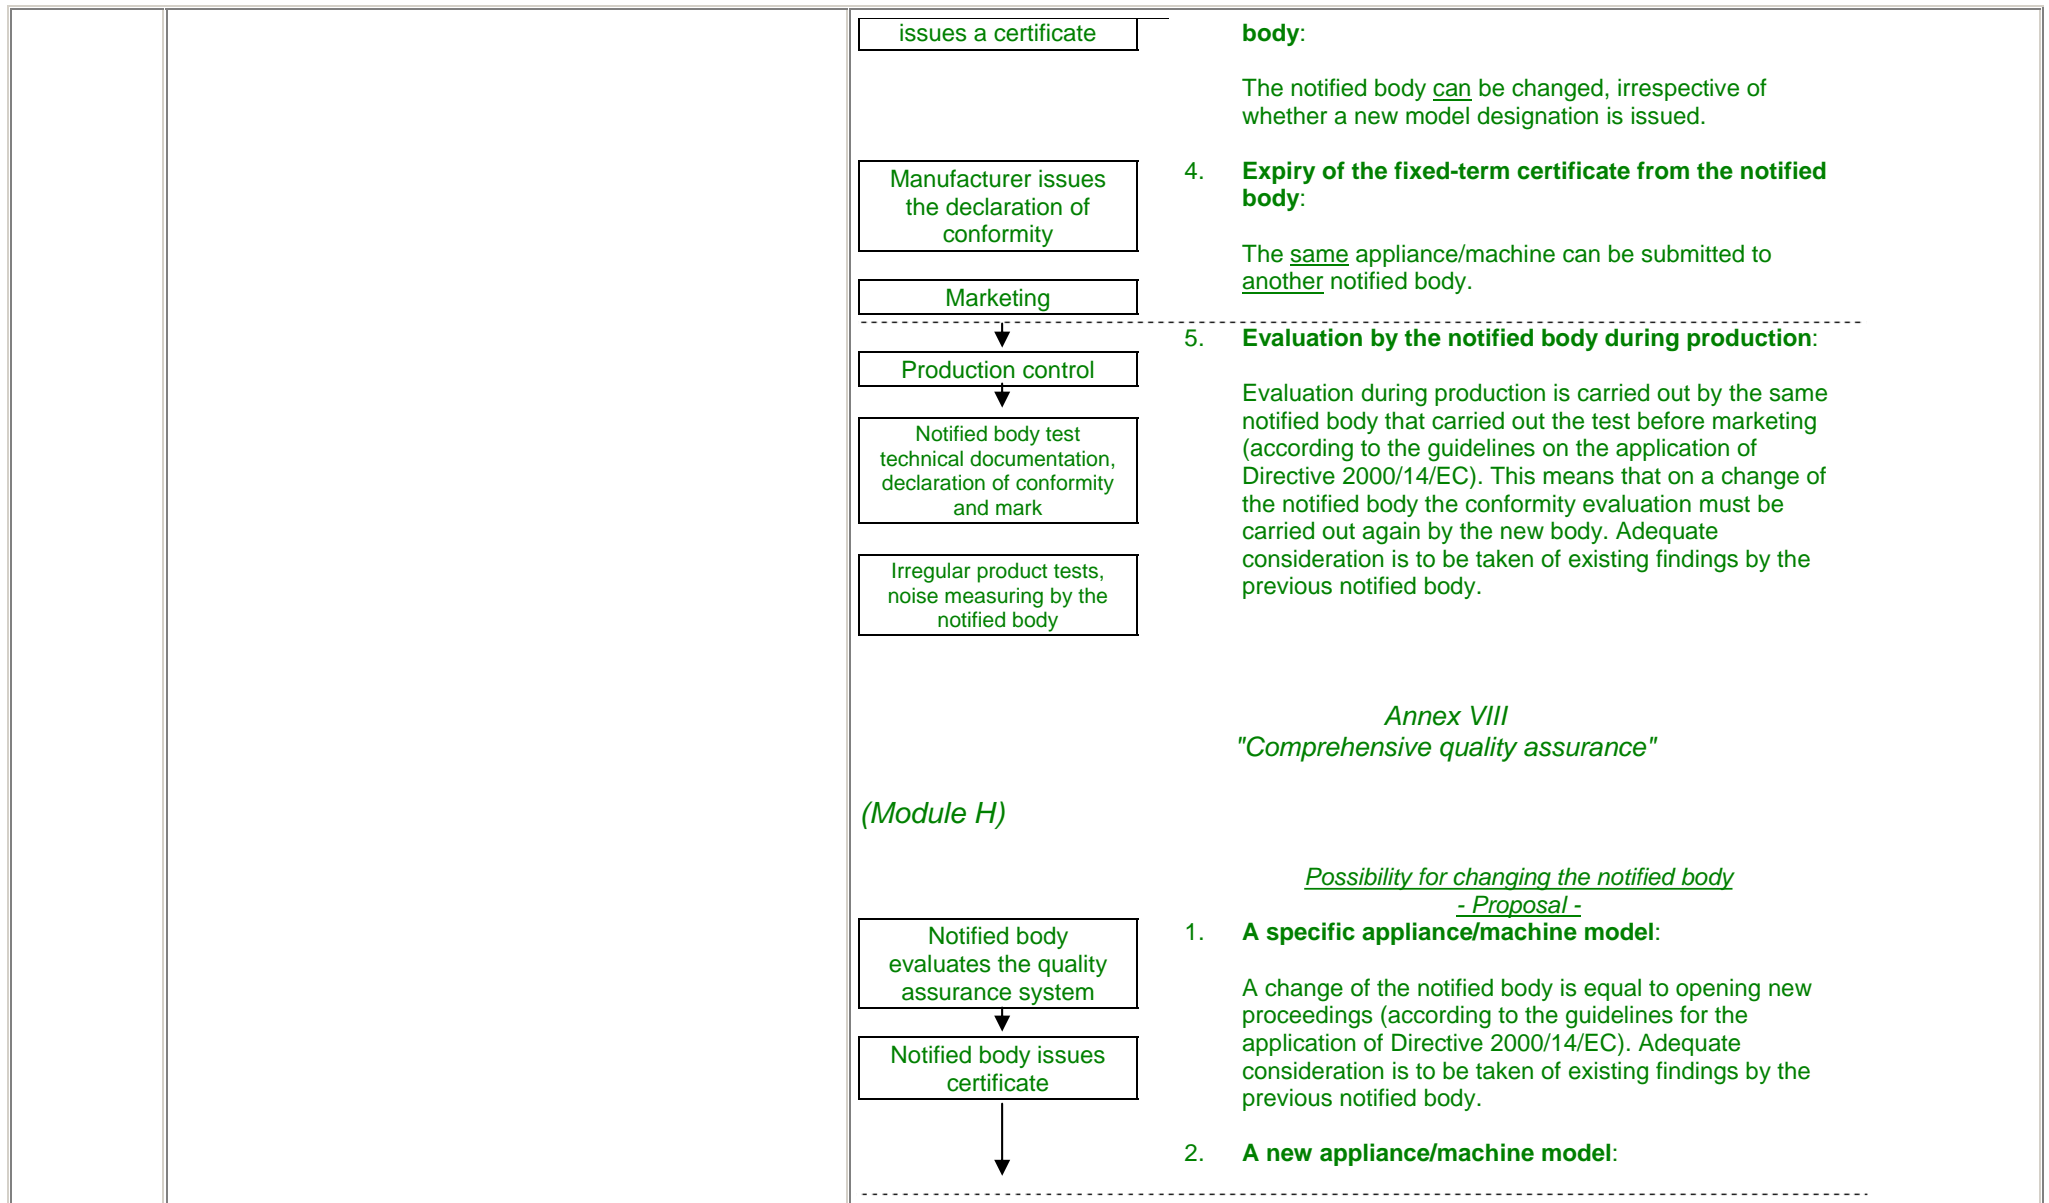 issues a certificate
body:
The notified body can be changed, irrespective of
whether a new model designation is issued.
Manufacturer issues
the declaration of
conformity
4. Expiry of the fixed-term certificate from the notified
body:
The same appliance/machine can be submitted to
another notified body.
Marketing
5. Evaluation by the notified body during production:
Production control
Evaluation during production is carried out by the same
notified body that carried out the test before marketing
(according to the guidelines on the application of
Directive 2000/14/EC). This means that on a change of
the notified body the conformity evaluation must be
carried out again by the new body. Adequate
consideration is to be taken of existing findings by the
previous notified body.
Notified body test
technical documentation,
declaration of conformity
and mark
Irregular product tests,
noise measuring by the
notified body
Annex VIII
"Comprehensive quality assurance"
(Module H)
Possibility for changing the notified body
- Proposal -
Notified body
evaluates the quality
assurance system
Notified body issues
certificate
1. A specific appliance/machine model:
A change of the notified body is equal to opening new
proceedings (according to the guidelines for the
application of Directive 2000/14/EC). Adequate
consideration is to be taken of existing findings by the
previous notified body.
2. A new appliance/machine model: